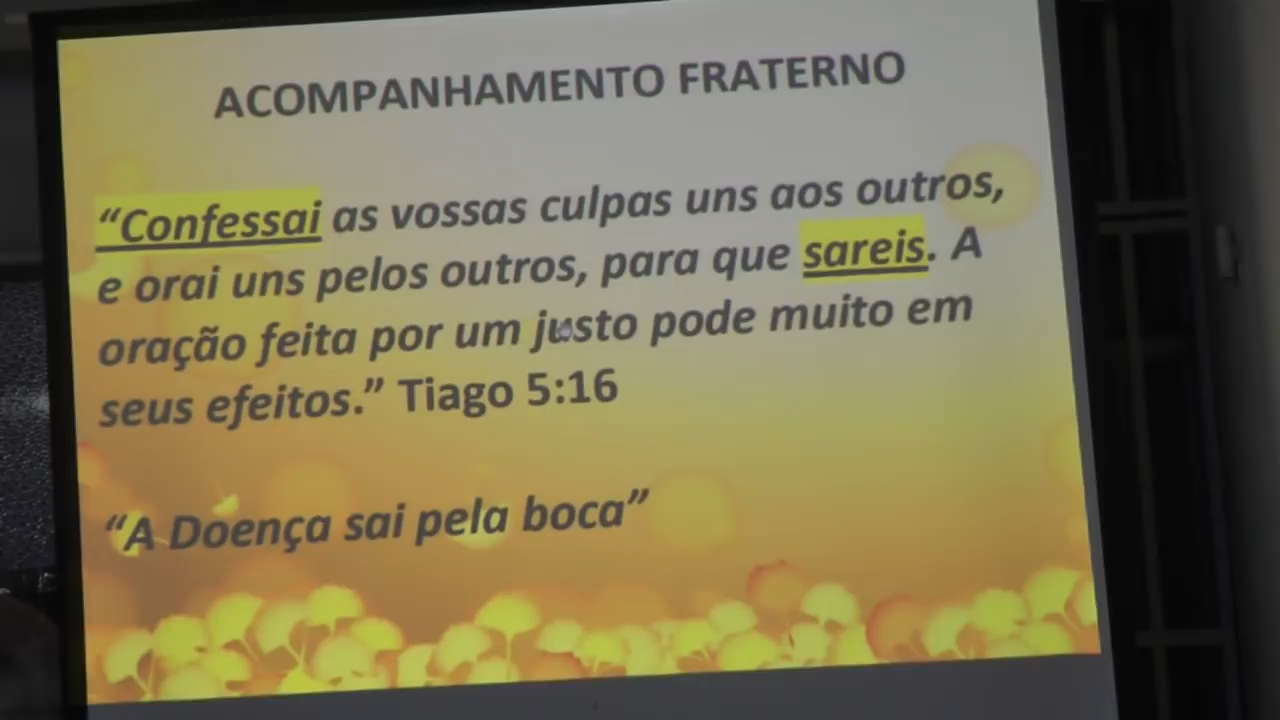 ACOMPANHAMENTO FRATERNO
“Confessai as vossas culpas uns aos outros,
e orai uns pelos outros, para que sareis. A
oração feita por um justo pode muito em
seus efeitos.” Tiago 5:16
“A Doença sai pela boca”